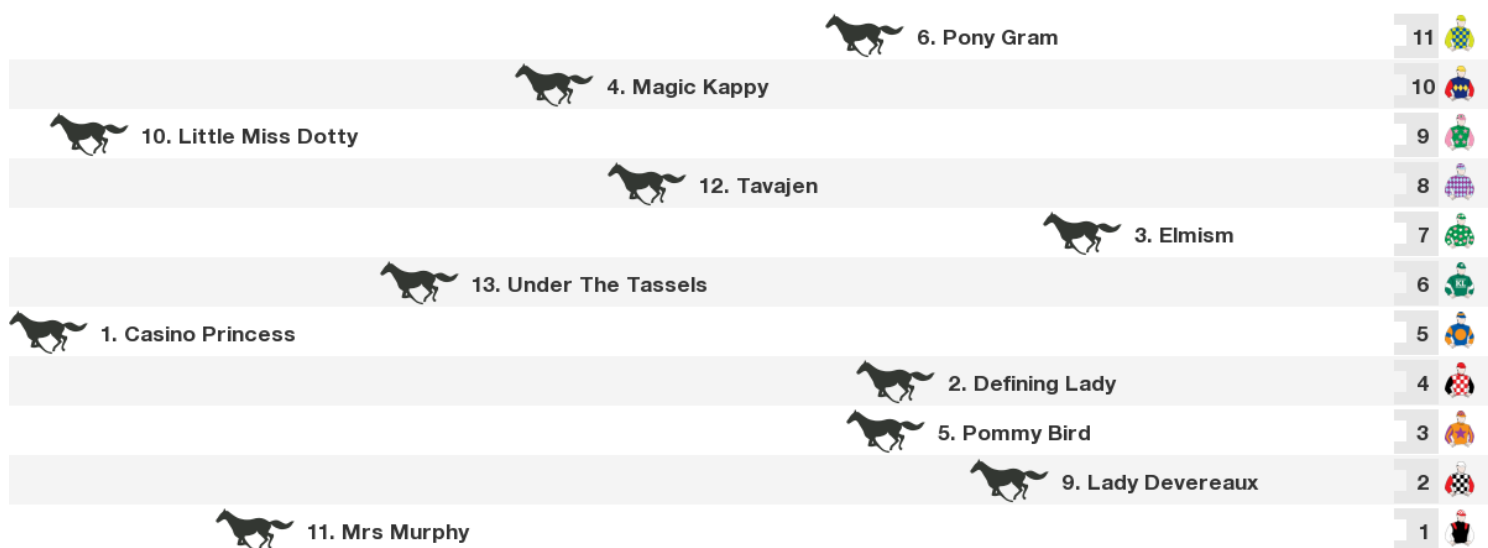 6. Pony Gram 11
4. Magic Kappy 10
10. Little Miss Dotty 9
12. Tavajen 8
3. Elmism 7
13. Under The Tassels 6 KL
1. Casino Princess 5
2. Defining Lady 4
5. Pommy Bird 3
9. Lady Devereaux 2
11. Mrs Murphy 1